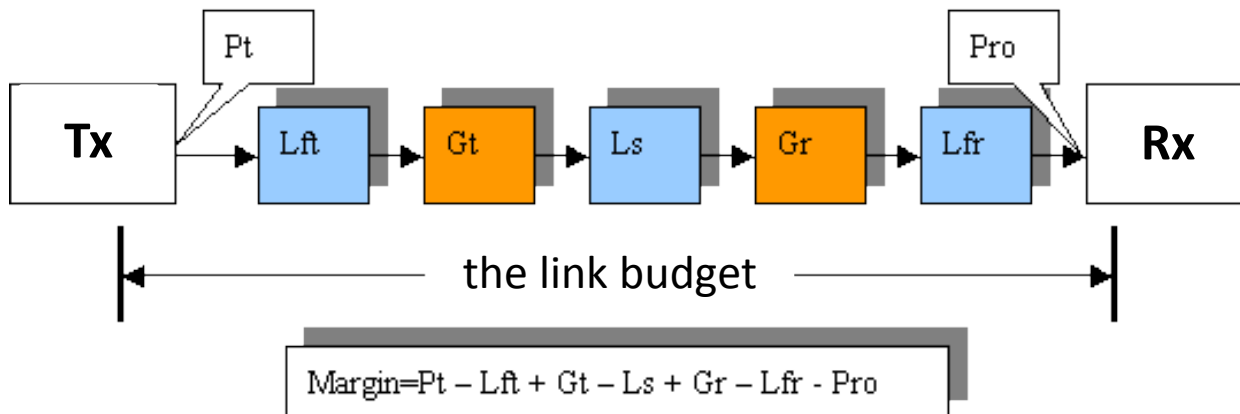 Pt
Pro
Tx
Lft
Gt
Ls
Gr
Lfr
Rx
the link budget
Margin=Pt – Lft + Gt – Ls + Gr – Lfr - Pro